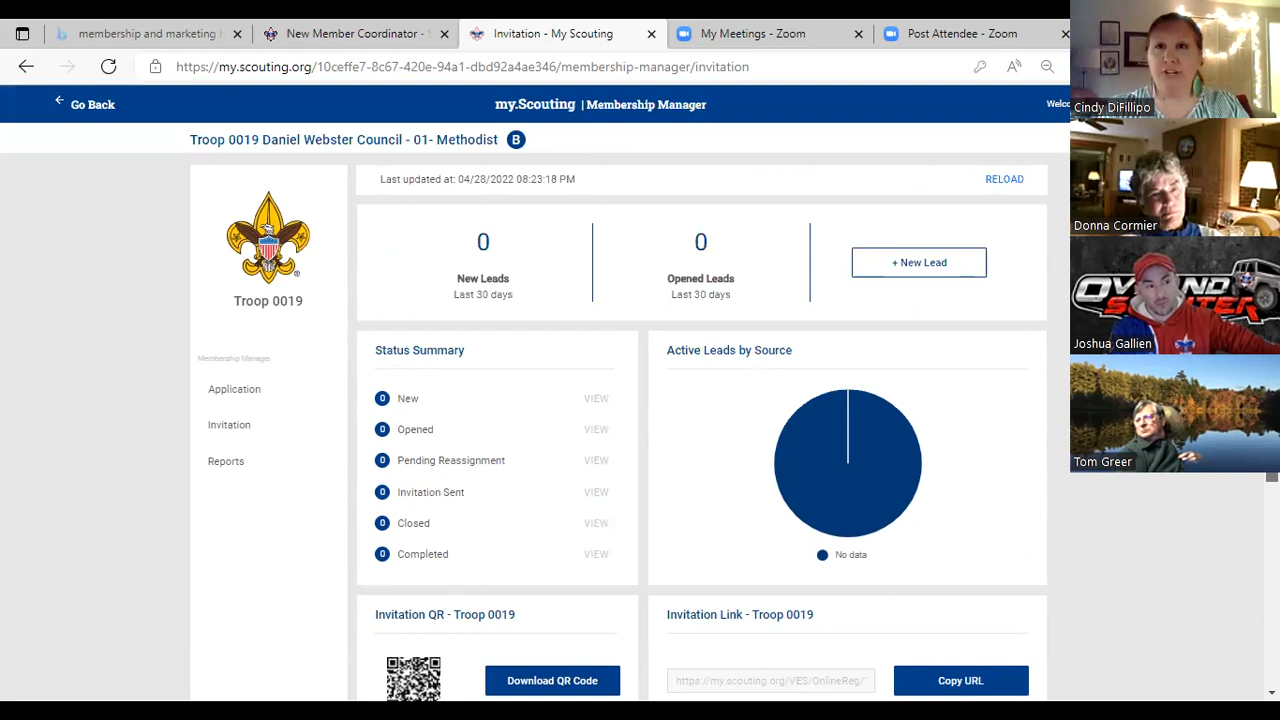 membership and marketing
New Member Coordinator -
Invitation - My Scouting
My Meetings - Zoom
Post Attendee - Zoom
https://my.scouting.org/10ceffe7-8c67-420e-94a1-dbd92a4ae346/membership-manager/invitation
Go Back
my.Scouting | Membership Manager
Welco
Troop 0019 Daniel Webster Council - 01- Methodist B
Troop 0019
Membership Manager
Application
Invitation
Reports
Last updated at: 04/28/2022 08:23:18 PM
RELOAD
0
New Leads
Last 30 days
0
Opened Leads
Last 30 days
+ New Lead
Status Summary
0 New VIEW
0 Opened VIEW
0 Pending Reassignment VIEW
0 Invitation Sent VIEW
0 Closed VIEW
0 Completed VIEW
Active Leads by Source
No data
Invitation QR - Troop 0019
Download QR Code
Invitation Link - Troop 0019
https://my.scouting.org/VES/OnlineReg/
Copy URL
Cindy DiFillipo
Donna Cormier
Joshua Gallien
Tom Greer